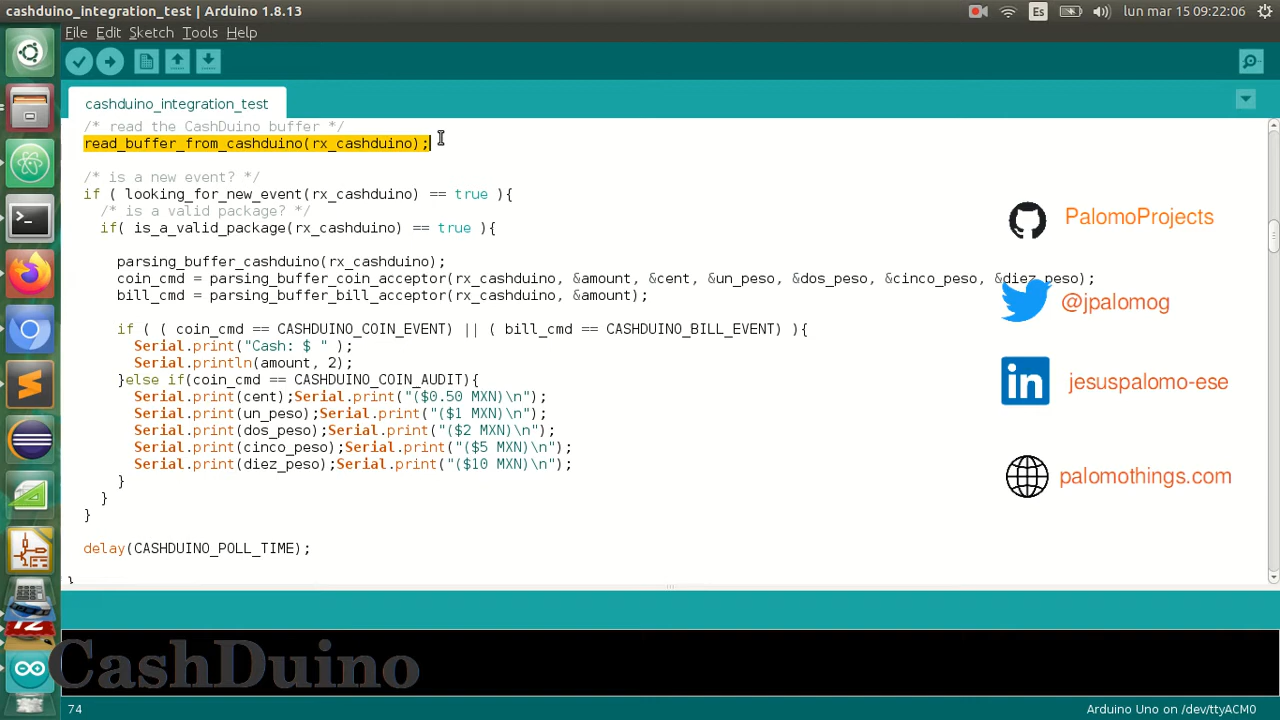 cashduino_integration_test | Arduino 1.8.13
Es
lun mar 15 09:22:06
File Edit Sketch Tools Help
cashduino_integration_test
/* read the CashDuino buffer */
read_buffer_from_cashduino(rx_cashduino);
/* is a new event? */
if ( looking_for_new_event(rx_cashduino) == true ){
/* is a valid package? */
if( is_a_valid_package(rx_cashduino) == true ){
parsing_buffer_cashduino(rx_cashduino);
coin_cmd = parsing_buffer_coin_acceptor(rx_cashduino, &amount, &cent, &un_peso, &dos_peso, &cinco_peso, &diez_peso);
bill_cmd = parsing_buffer_bill_acceptor(rx_cashduino, &amount);
if ( ( coin_cmd == CASHDUINO_COIN_EVENT) || ( bill_cmd == CASHDUINO_BILL_EVENT) ){
Serial.print("Cash: $ " );
Serial.println(amount, 2);
}else if(coin_cmd == CASHDUINO_COIN_AUDIT){
Serial.print(cent);Serial.print("($0.50 MXN)\n");
Serial.print(un_peso);Serial.print("($1 MXN)\n");
Serial.print(dos_peso);Serial.print("($2 MXN)\n");
Serial.print(cinco_peso);Serial.print("($5 MXN)\n");
Serial.print(diez_peso);Serial.print("($10 MXN)\n");
}
}
}
delay(CASHDUINO_POLL_TIME);
}
PalomoProjects
@jpalomog
in
jesuspalomo-ese
palomothings.com
CashDuino
74
Arduino Uno on /dev/ttyACM0